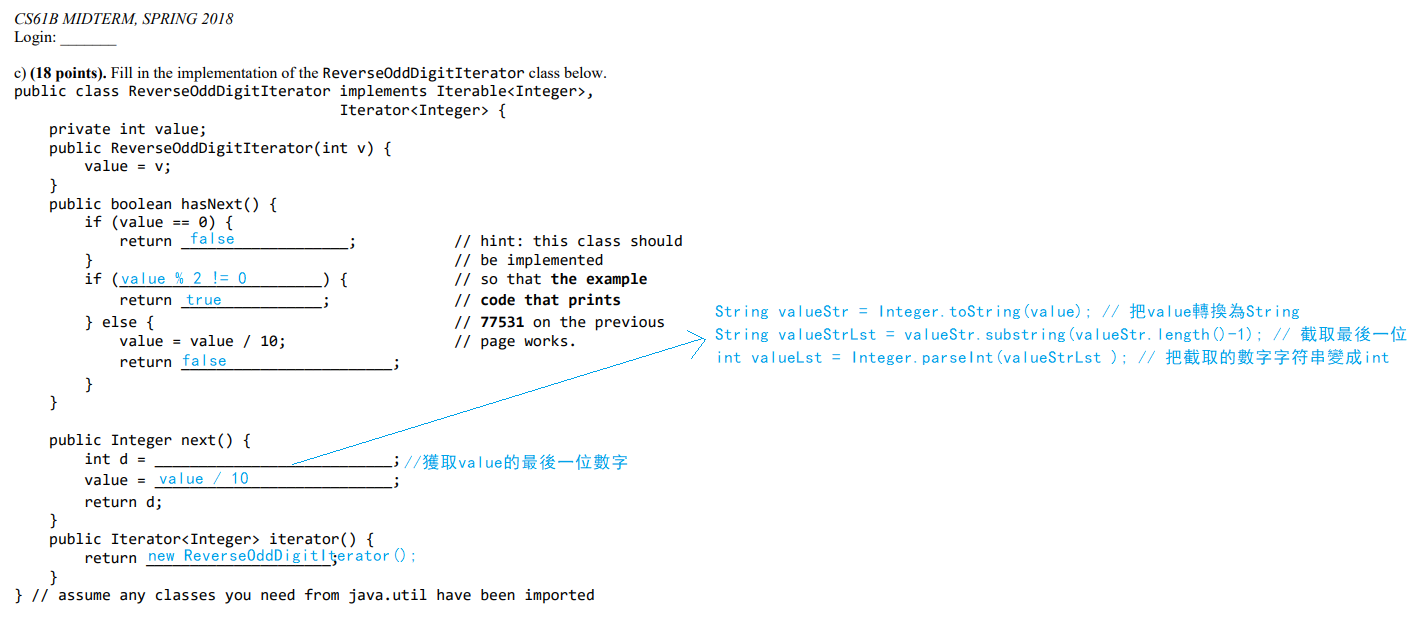 CS61B MIDTERM, SPRING 2018
Login: _______
c) (18 points). Fill in the implementation of the ReverseOddDigitIterator class below.
public class ReverseOddDigitIterator implements Iterable<Integer>,
Iterator<Integer> {
private int value;
public ReverseOddDigitIterator(int v) {
value = v;
}
public boolean hasNext() {
if (value == 0) {
return false; // hint: this class should
} // be implemented
if (value % 2 != 0) { // so that the example
return true; // code that prints
} else { // 77531 on the previous
value = value / 10; // page works.
return false;
}
}
String valueStr = Integer.toString(value); // 把value轉換為String
String valueStrLst = valueStr.substring(valueStr.length()-1); // 截取最後一位
int valueLst = Integer.parseInt(valueStrLst ); // 把截取的數字字符串變成int
public Integer next() {
int d = ____________________; //獲取value的最後一位數字
value = value / 10;
return d;
}
public Iterator<Integer> iterator() {
return new ReverseOddDigitIterator();
}
} // assume any classes you need from java.util have been imported